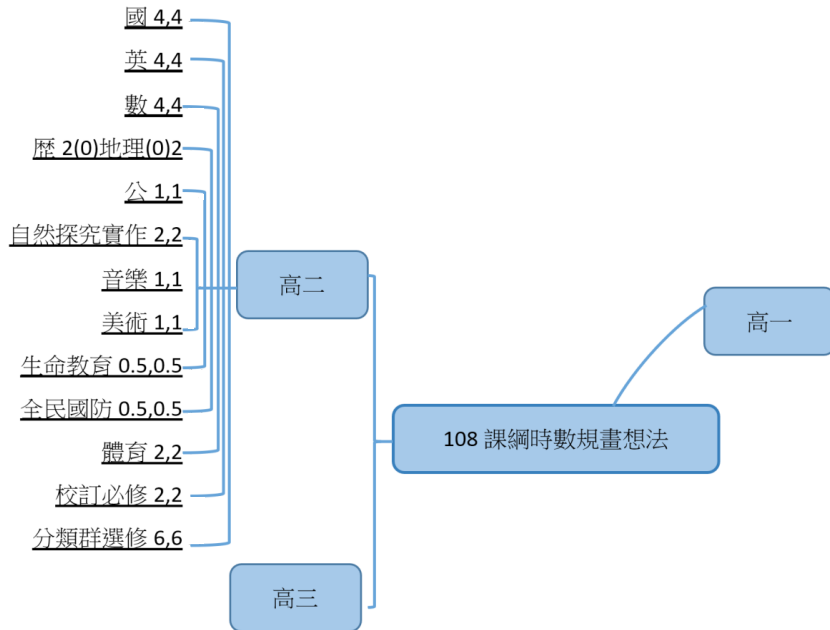 國 4,4
英 4,4
數 4,4
歷 2(0)地理(0)2
公 1,1
自然探究實作 2,2
音樂 1,1
美術 1,1
生命教育 0.5,0.5
全民國防 0.5,0.5
體育 2,2
校訂必修 2,2
分類群選修 6,6
高二
高一
108 課綱時數規畫想法
高三